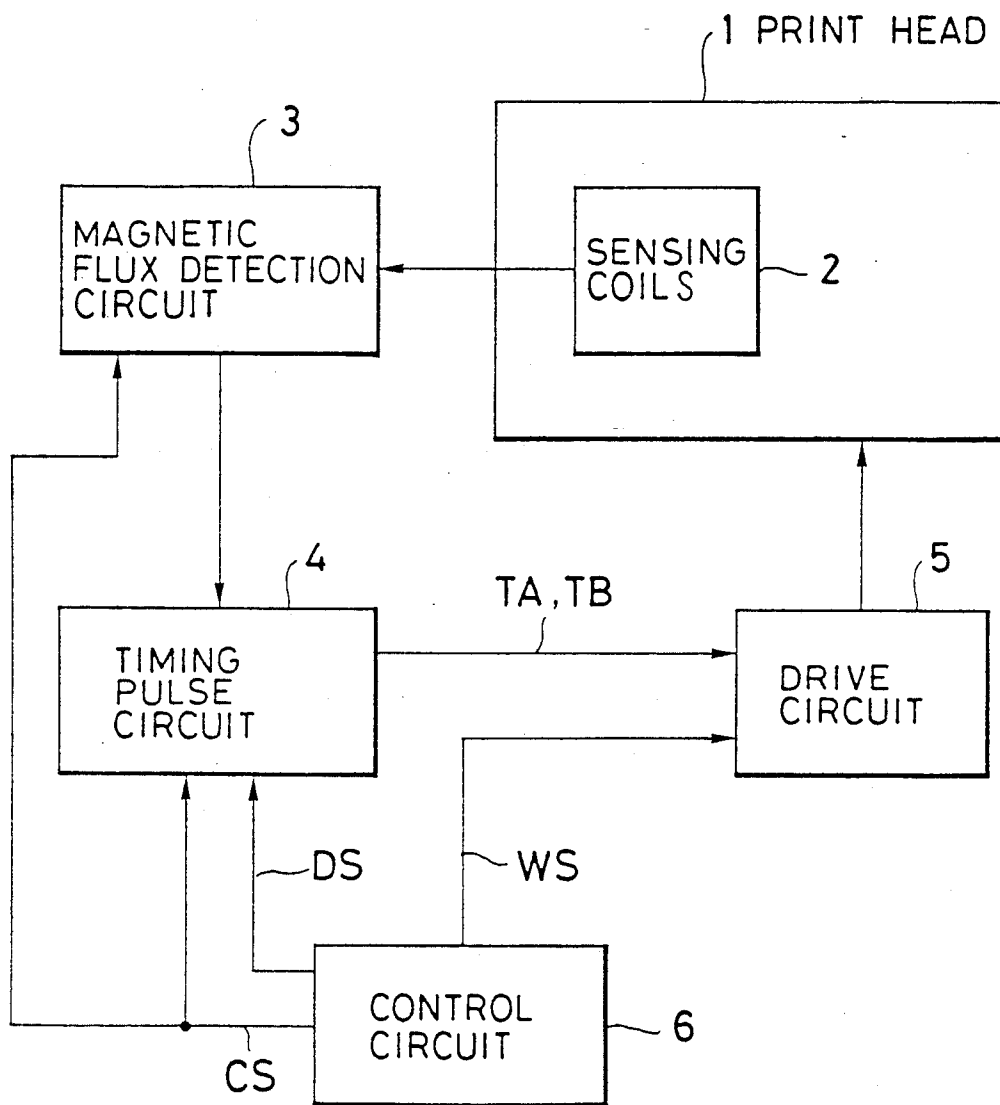 1 PRINT HEAD
3
MAGNETIC
FLUX DETECTION
CIRCUIT
SENSING
COILS
2
4
TIMING
PULSE
CIRCUIT
TA,TB
5
DRIVE
CIRCUIT
DS
WS
CONTROL
CIRCUIT
6
CS